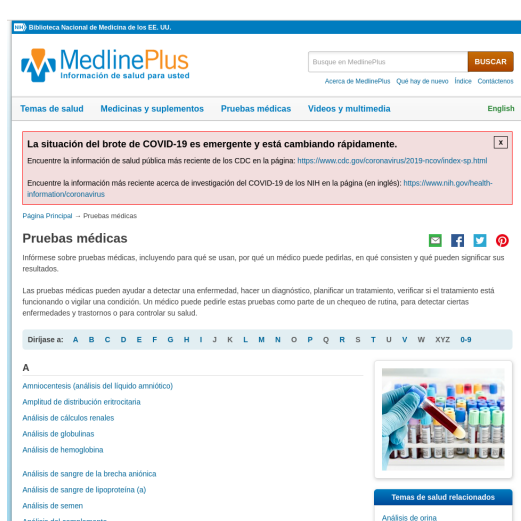 NIH Biblioteca Nacional de Medicina de los EE. UU.
MedlinePlus
Información de salud para usted
Busque en MedlinePlus
BUSCAR
Acerca de MedlinePlus Qué hay de nuevo Índice Contáctenos
Temas de salud Medicinas y suplementos Pruebas médicas Videos y multimedia English
La situación del brote de COVID-19 es emergente y está cambiando rápidamente. x
Encuentre la información de salud pública más reciente de los CDC en la página: https://www.cdc.gov/coronavirus/2019-ncov/index-sp.html
Encuentre la información más reciente acerca de investigación del COVID-19 de los NIH en la página (en inglés): https://www.nih.gov/health-
information/coronavirus
Página Principal → Pruebas médicas
Pruebas médicas
Infórmese sobre pruebas médicas, incluyendo para qué se usan, por qué un médico puede pedirlas, en qué consisten y qué pueden significar sus
resultados.
Las pruebas médicas pueden ayudar a detectar una enfermedad, hacer un diagnóstico, planificar un tratamiento, verificar si el tratamiento está
funcionando o vigilar una condición. Un médico puede pedirle estas pruebas como parte de un chequeo de rutina, para detectar ciertas
enfermedades y trastornos o para controlar su salud.
Diríjase a: A B C D E F G H I J K L M N O P Q R S T U V W XYZ 0-9
A
Amniocentesis (análisis del líquido amniótico)
Amplitud de distribución eritrocitaria
Análisis de cálculos renales
Análisis de globulinas
Análisis de hemoglobina
Análisis de sangre de la brecha aniónica
Análisis de sangre de lipoproteína (a)
Análisis de semen
Análisis del complemento
Temas de salud relacionados
Análisis de orina